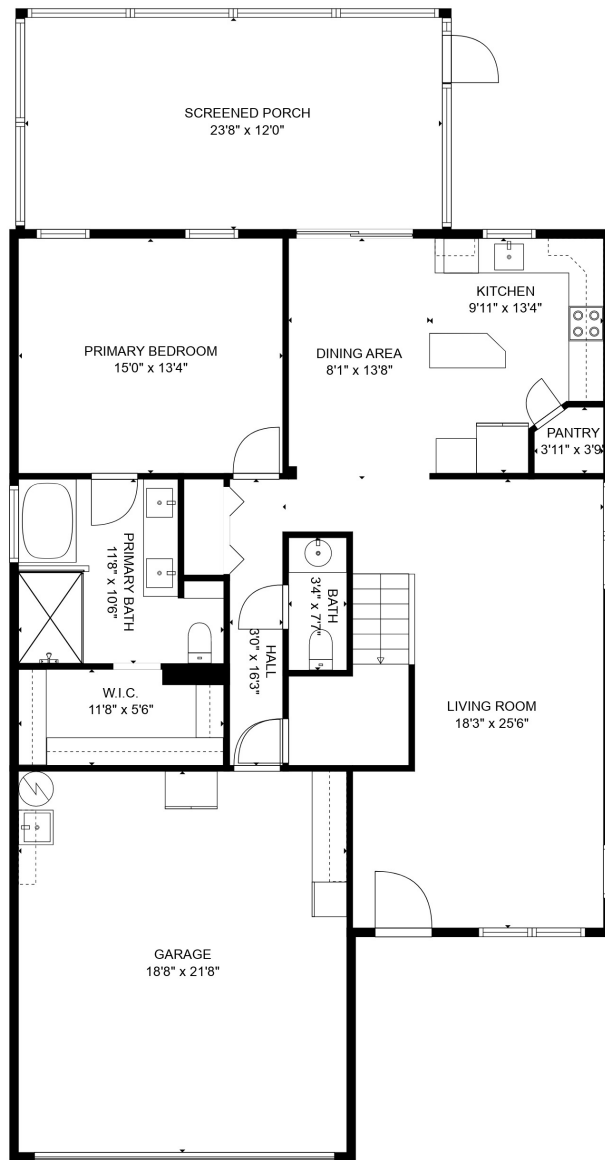 SCREENED PORCH
23'8" x 12'0"
KITCHEN
9'11" x 13'4"
PRIMARY BEDROOM
15'0" x 13'4"
DINING AREA
8'1" x 13'8"
PANTRY
3'11" x 3'9"
PRIMARY BATH
11'8" x 10'6"
BATH
3'4" x 7'7"
HALL
3'0" x 16'3"
W.I.C.
11'8" x 5'6"
LIVING ROOM
18'3" x 25'6"
GARAGE
18'8" x 21'8"